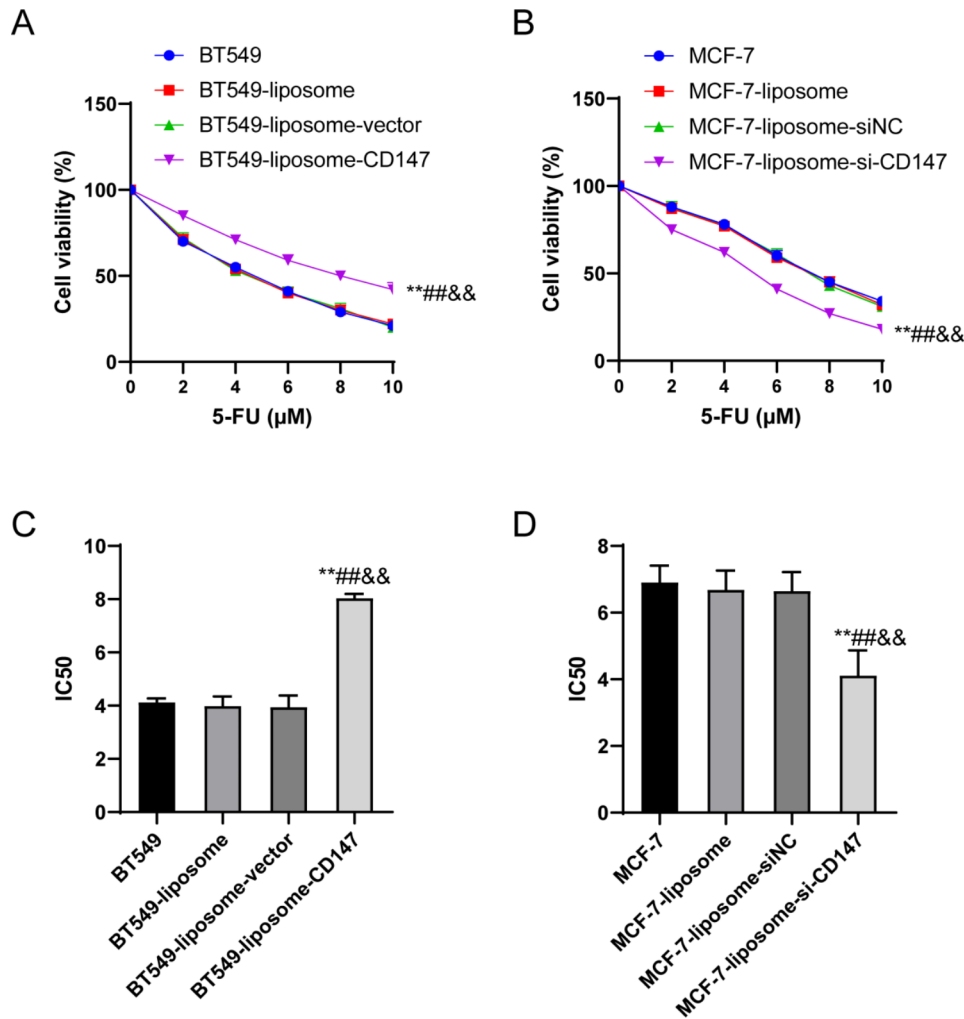 A
BT549
BT549-liposome
BT549-liposome-vector
BT549-liposome-CD147
150
100
50
0
Cell viability (%)
0 2 4 6 8 10
5-FU (μM)
**##&&
B
MCF-7
MCF-7-liposome
MCF-7-liposome-siNC
MCF-7-liposome-si-CD147
150
100
50
0
Cell viability (%)
0 2 4 6 8 10
5-FU (μM)
**##&&
C
10
8
6
4
2
0
IC50
**##&&
BT549
BT549-liposome
BT549-liposome-vector
BT549-liposome-CD147
D
8
6
4
2
0
IC50
**##&&
MCF-7
MCF-7-liposome
MCF-7-liposome-siNC
MCF-7-liposome-si-CD147